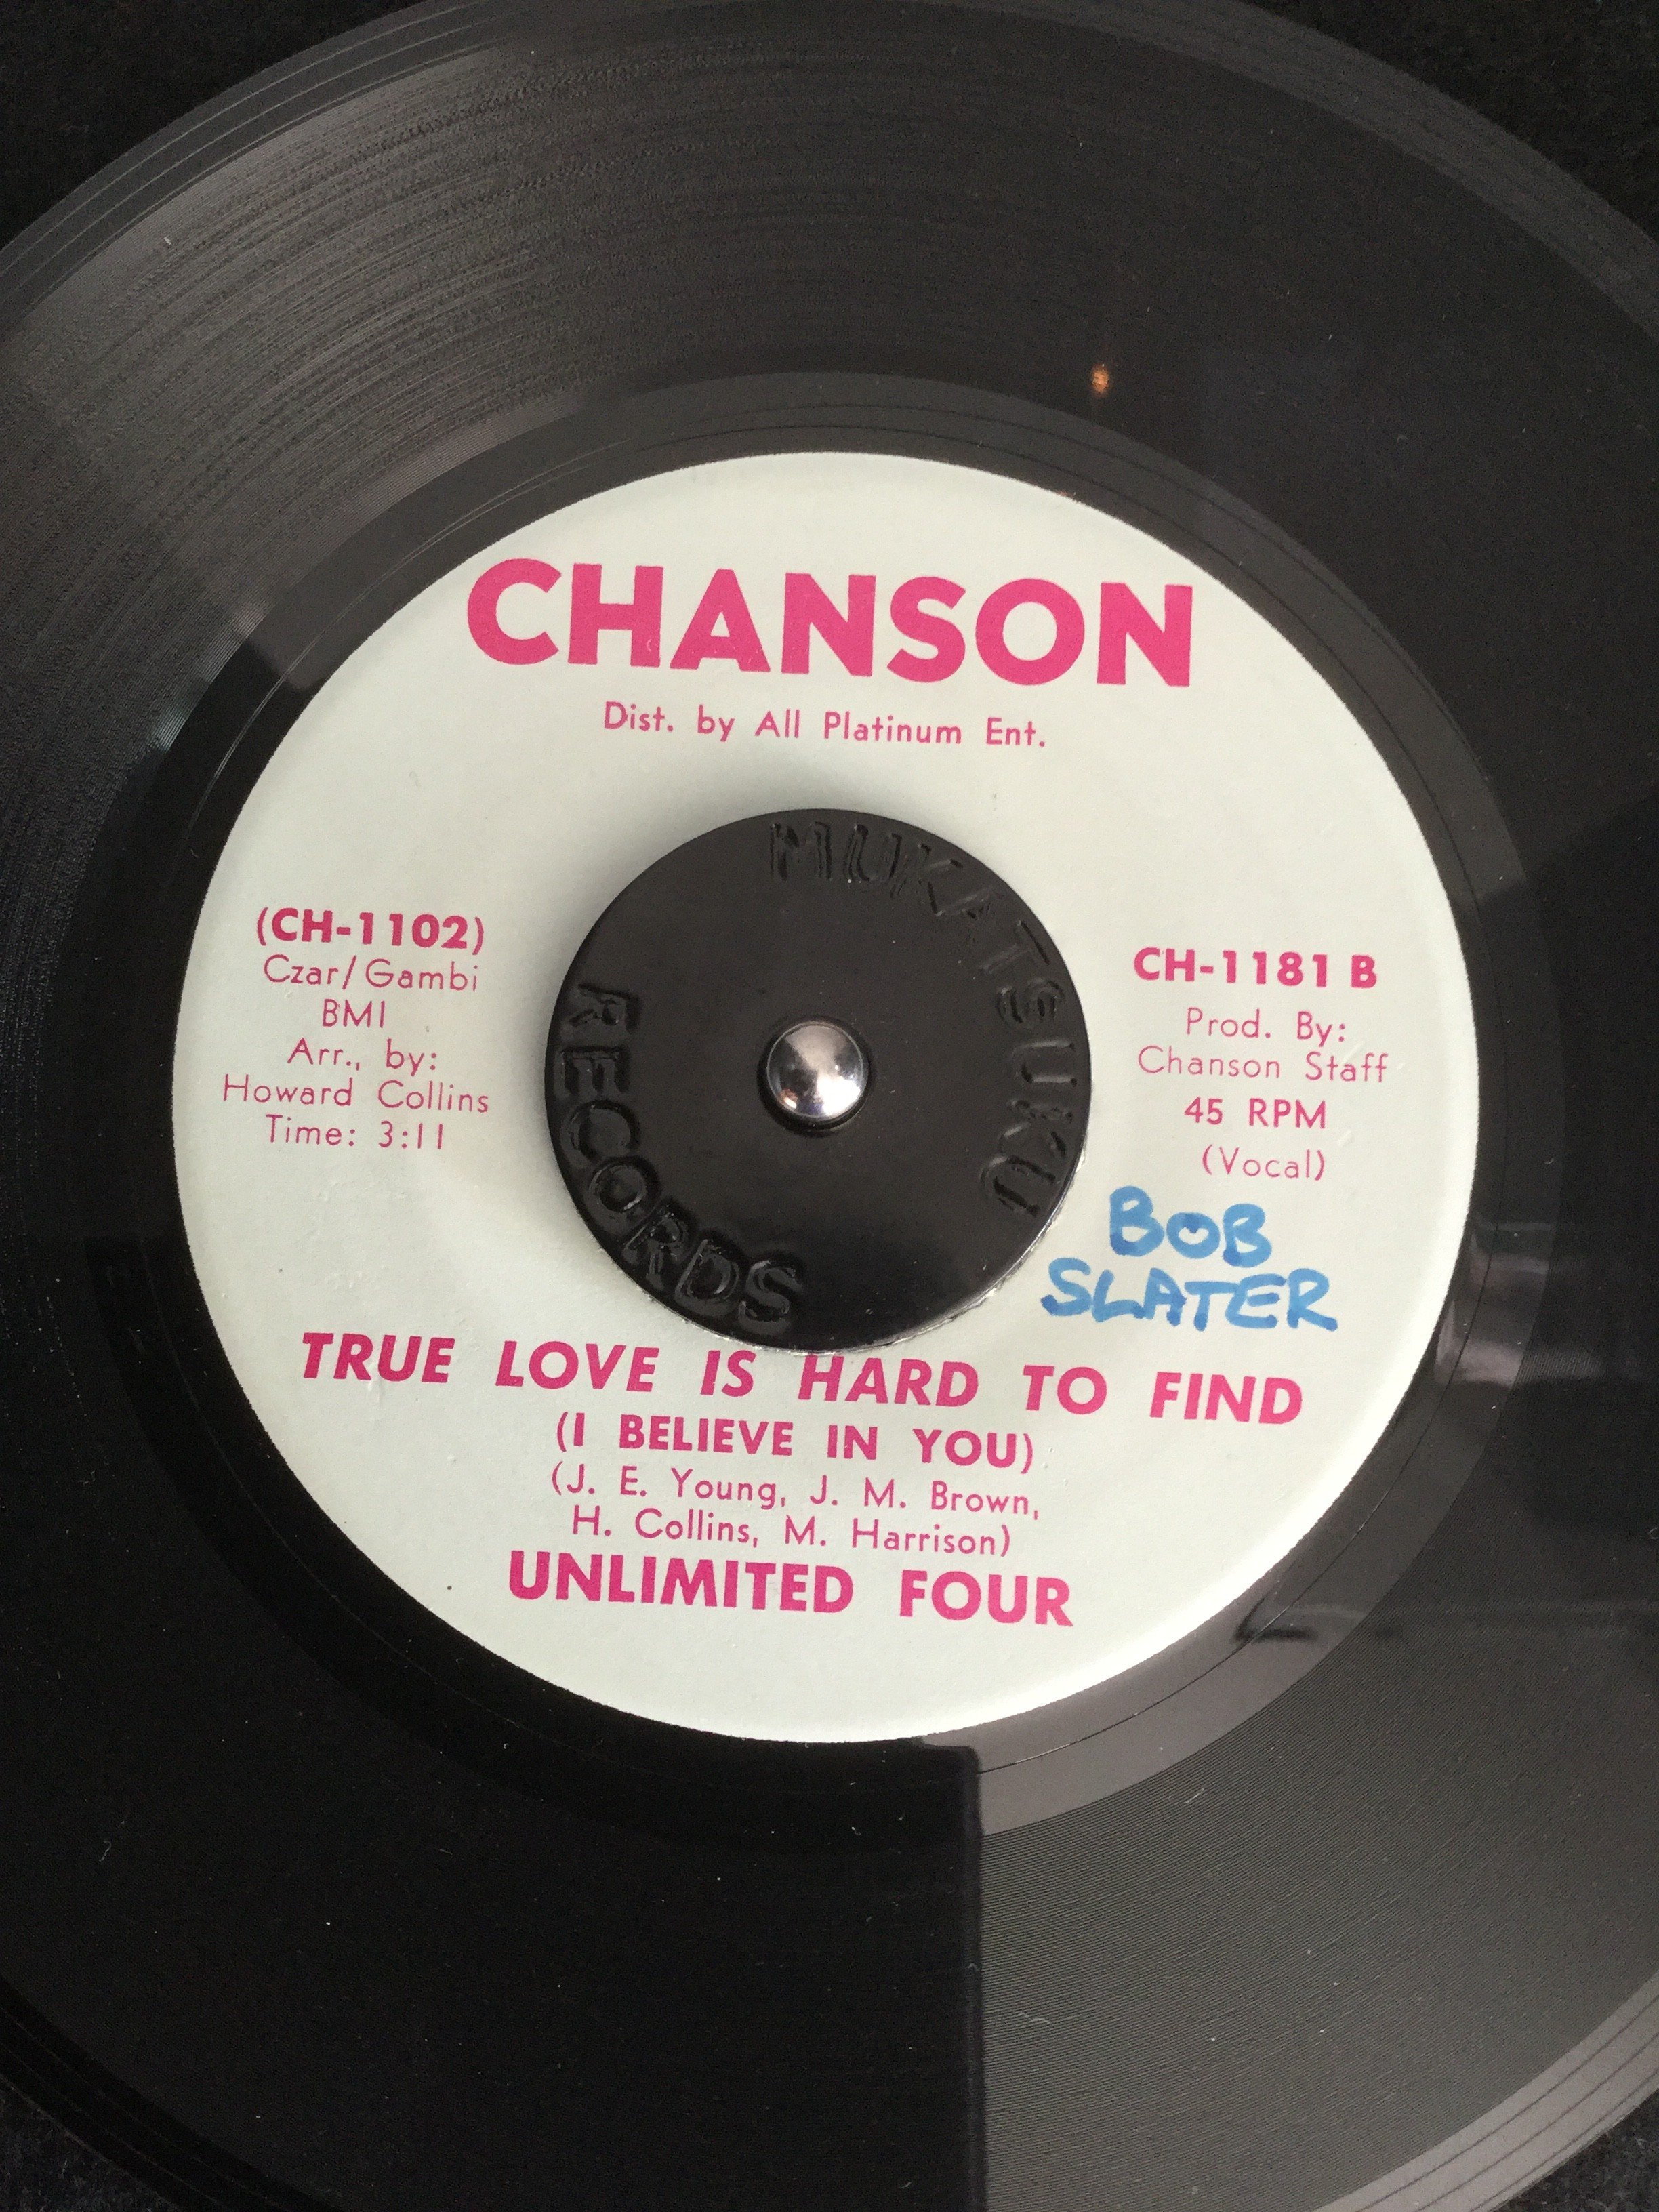 CHANSON
Dist. by All Platinum Ent.
MUKATSUKU
RECORDS
(CH-1102)
Czar/Gambi
BMI
Arr., by:
Howard Collins
Time: 3:11
CH-1181 B
Prod. By:
Chanson Staff
45 RPM
(Vocal)
BOB
SLATER
TRUE LOVE IS HARD TO FIND
(I BELIEVE IN YOU)
(J. E. Young, J. M. Brown,
H. Collins, M. Harrison)
UNLIMITED FOUR